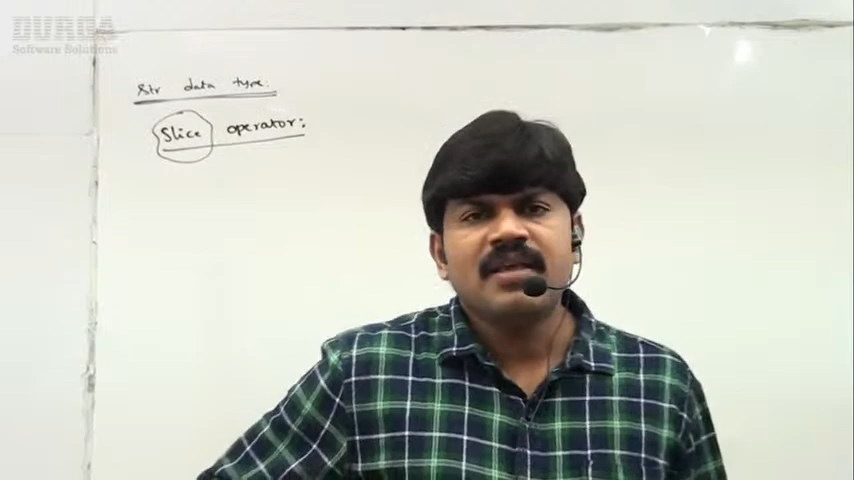 DURGA
Software Solutions
str data type:
Slice operator: